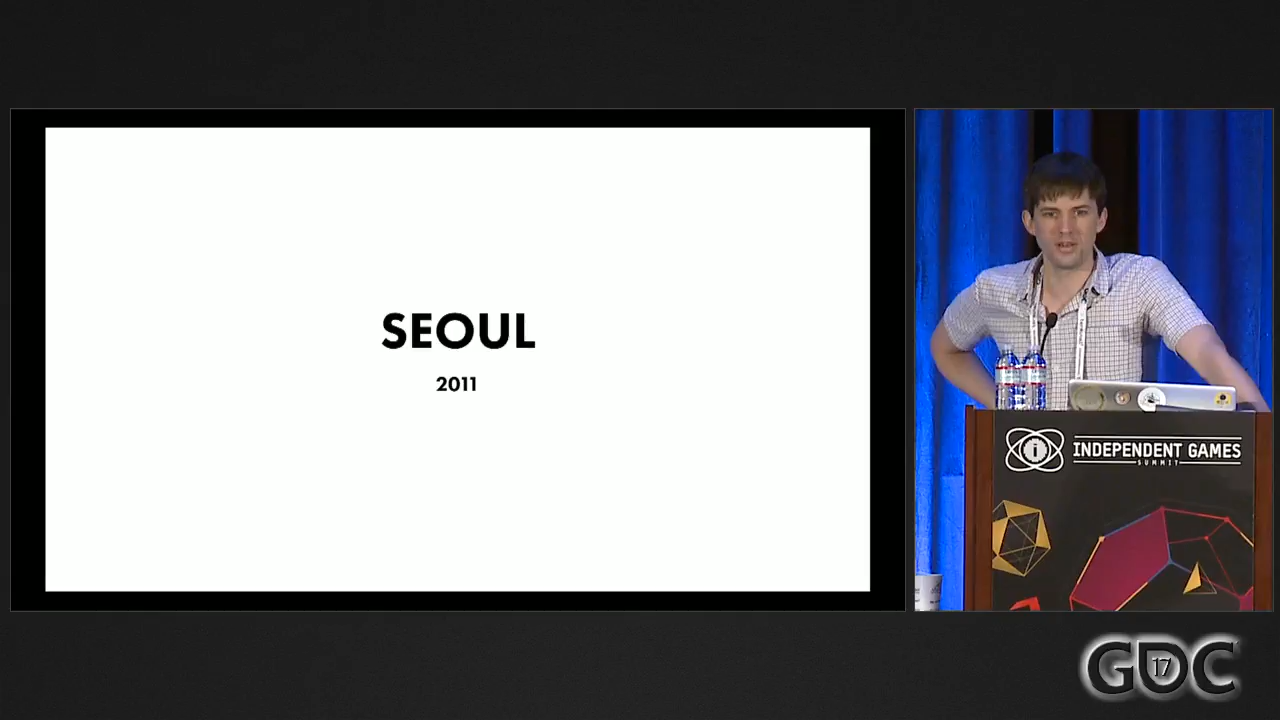 SEOUL
2011
INDEPENDENT GAMES
SUMMIT
GDC
17